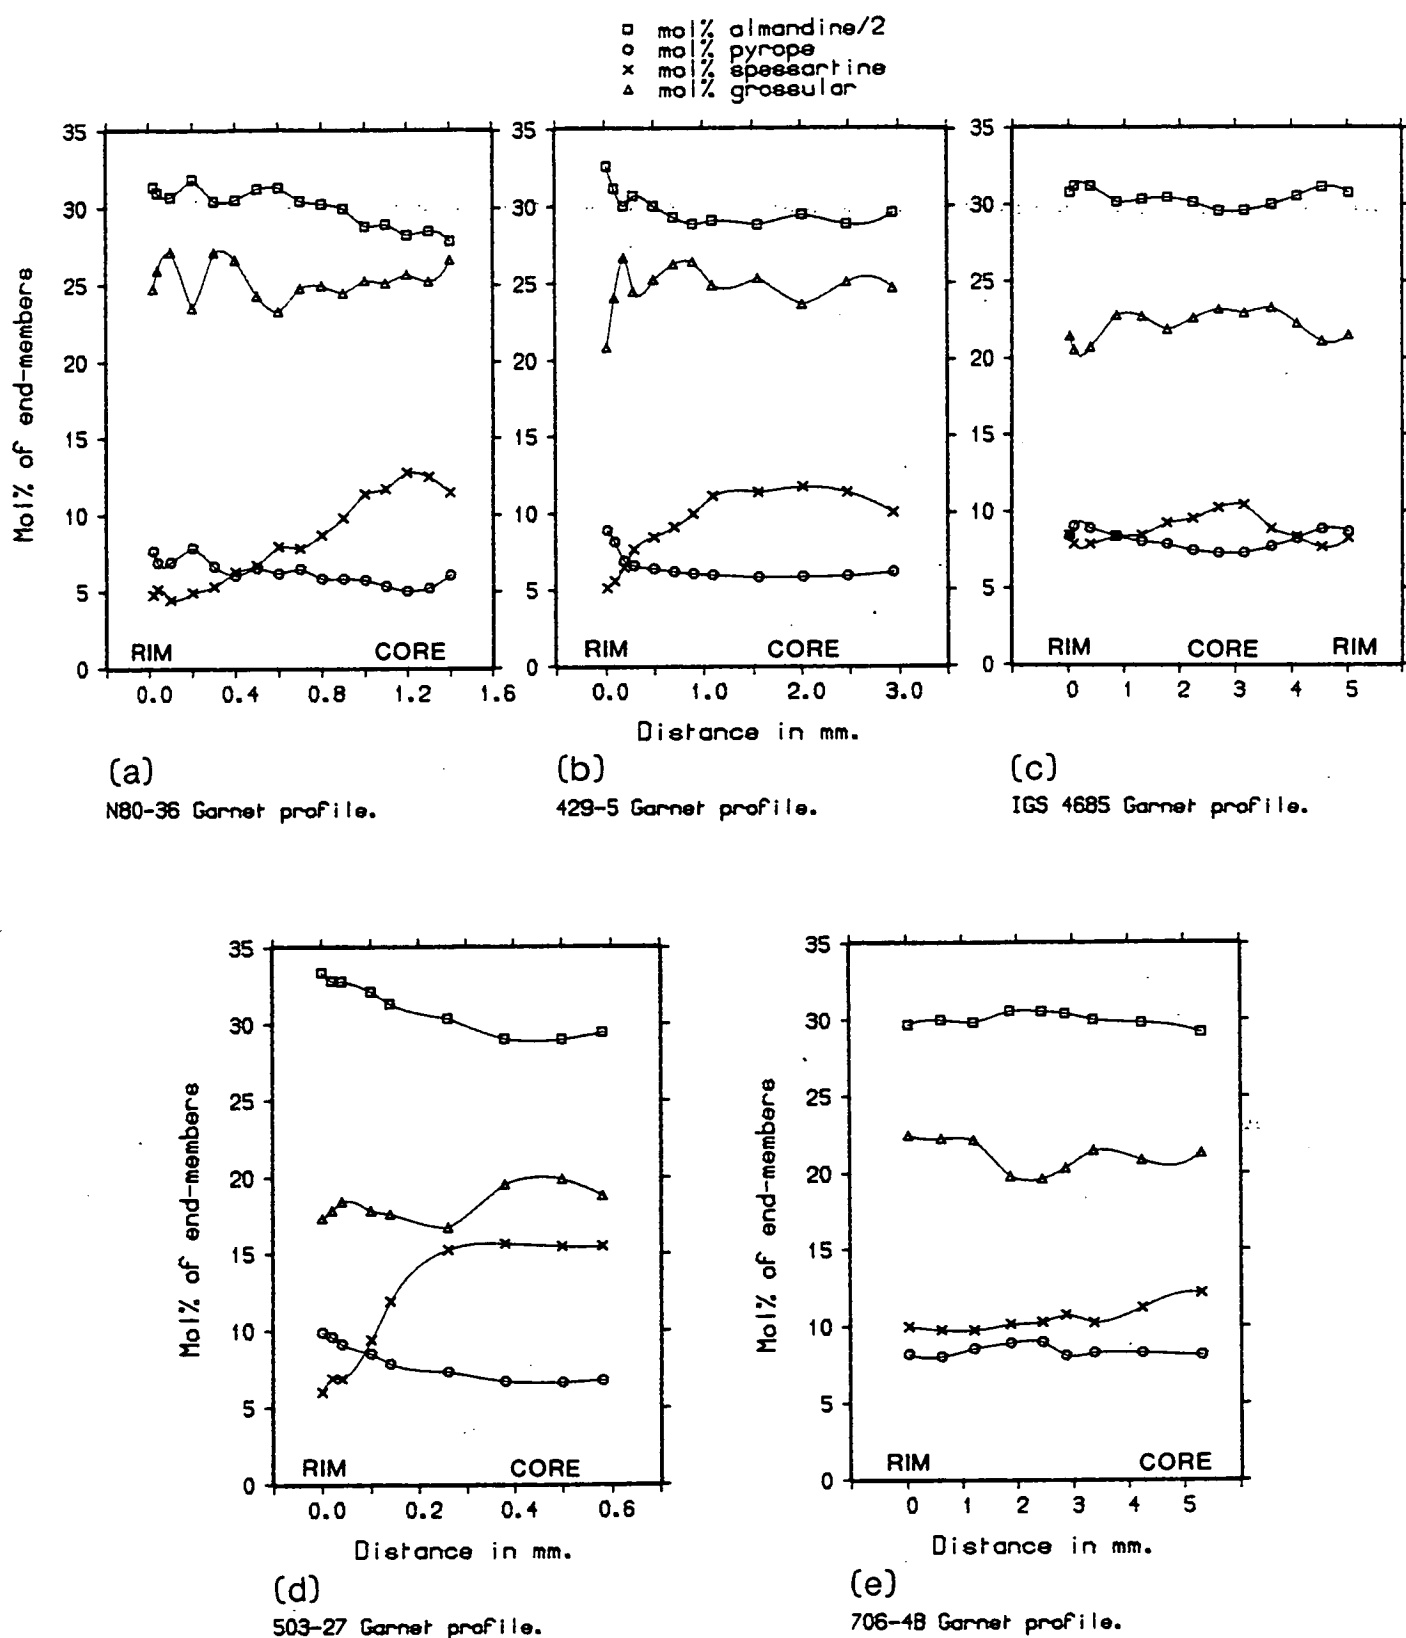 mol% almandine/2
mol% pyrope
mol% spessartine
mol% grossular
35
30
25
20
15
10
5
0
Mol% of end-members
RIM
CORE
0.0
0.4
0.8
1.2
1.6
35
30
25
20
15
10
5
0
RIM
CORE
0.0
1.0
2.0
3.0
35
30
25
20
15
10
5
0
RIM
CORE
RIM
0
1
2
3
4
5
Distance in mm.
(a)
N80-36 Garnet profile.
(b)
429-5 Garnet profile.
(c)
IGS 4685 Garnet profile.
35
30
25
20
15
10
5
0
Mol% of end-members
RIM
CORE
0.0
0.2
0.4
0.6
Distance in mm.
(d)
503-27 Garnet profile.
35
30
25
20
15
10
5
0
Mol% of end-members
RIM
CORE
0
1
2
3
4
5
Distance in mm.
(e)
706-4B Garnet profile.